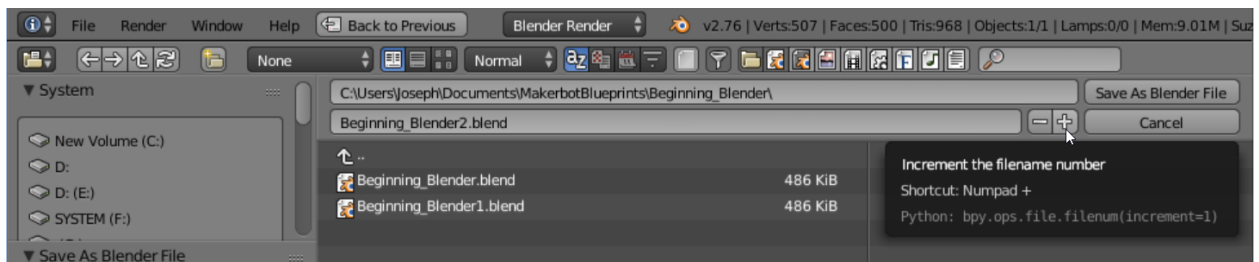 File Render Window Help Back to Previous Blender Render v2.76 | Verts:507 | Faces:500 | Tris:968 | Objects:1/1 | Lamps:0/0 | Mem:9.01M | Suz
None Normal az F
System C:\Users\Joseph\Documents\MakerbotBlueprints\Beginning_Blender\ Save As Blender File
Beginning_Blender2.blend Cancel
New Volume (C:)
D:
D: (E:)
SYSTEM (F:)
Save As Blender File
..
Beginning_Blender.blend 486 KiB
Beginning_Blender1.blend 486 KiB
Increment the filename number
Shortcut: Numpad +
Python: bpy.ops.file.filenum(increment=1)